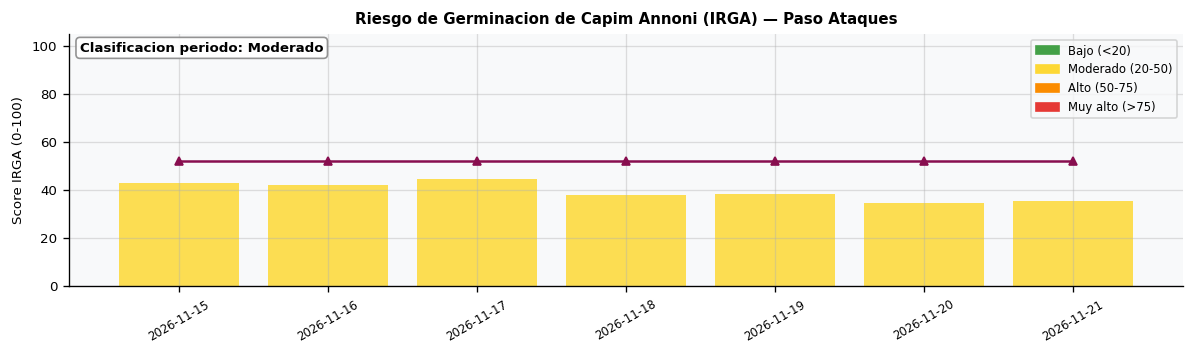 Riesgo de Germinacion de Capim Annoni (IRGA) — Paso Ataques
Clasificacion periodo: Moderado
Bajo (<20)
Moderado (20-50)
Alto (50-75)
Muy alto (>75)
Score IRGA (0-100)
100
80
60
40
20
0
2026-11-15
2026-11-16
2026-11-17
2026-11-18
2026-11-19
2026-11-20
2026-11-21